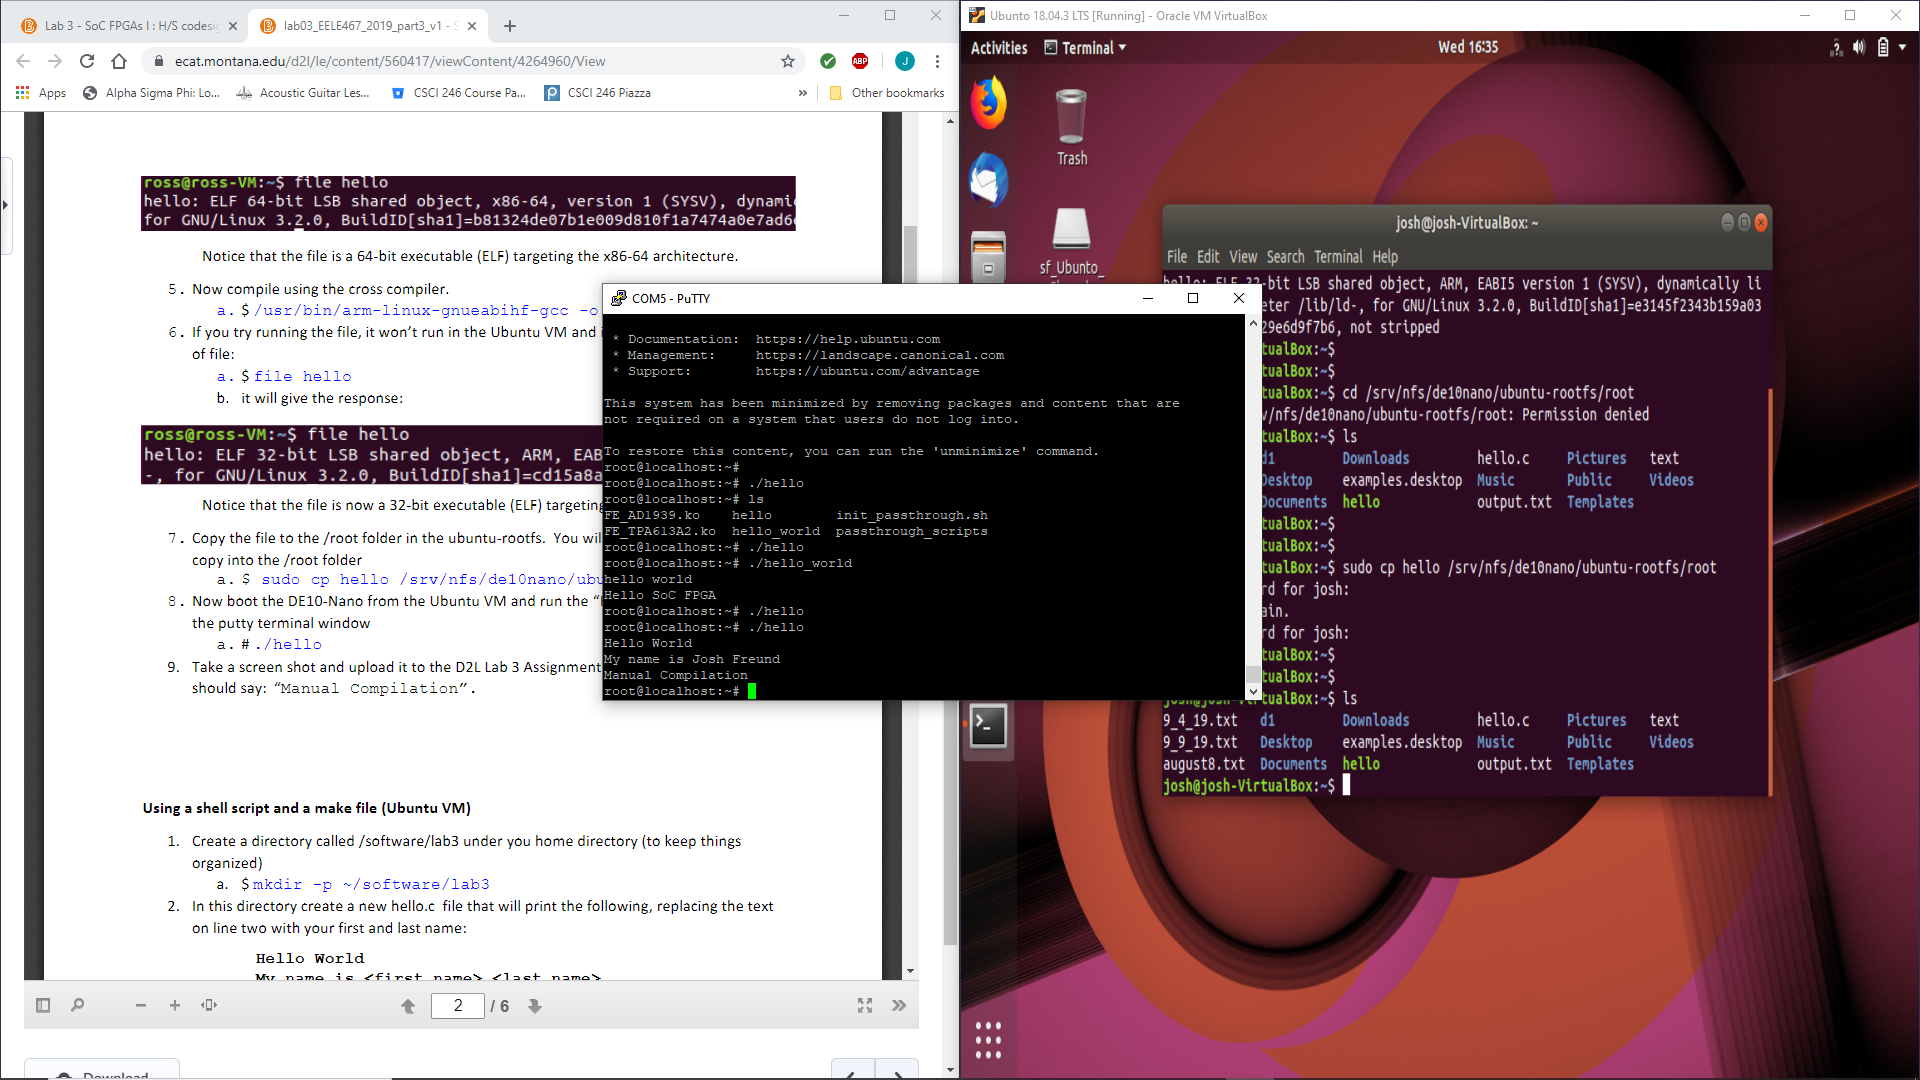 Lab 3 - SoC FPGAs I : H/S codesig
lab03_EELE467_2019_part3_v1 - S
ecat.montana.edu/d2l/le/content/560417/viewContent/4264960/View
ABP
J
Apps
Alpha Sigma Phi: Lo...
Acoustic Guitar Les...
CSCI 246 Course Pa...
CSCI 246 Piazza
»
Other bookmarks
ross@ross-VM:~$ file hello
hello: ELF 64-bit LSB shared object, x86-64, version 1 (SYSV), dynami
for GNU/Linux 3.2.0, BuildID[sha1]=b81324de07b1e009d810f1a7474a0e7ad6
Notice that the file is a 64-bit executable (ELF) targeting the x86-64 architecture.
5. Now compile using the cross compiler.
a. $ /usr/bin/arm-linux-gnueabihf-gcc -o
6. If you try running the file, it won't run in the Ubuntu VM and
of file:
a. $ file hello
b. it will give the response:
ross@ross-VM:~$ file hello
hello: ELF 32-bit LSB shared object, ARM, EAB
-, for GNU/Linux 3.2.0, BuildID[sha1]=cd15a8a
Notice that the file is now a 32-bit executable (ELF) targeting
7. Copy the file to the /root folder in the ubuntu-rootfs. You wil
copy into the /root folder
a. $ sudo cp hello /srv/nfs/de10nano/ubu
8. Now boot the DE10-Nano from the Ubuntu VM and run the "
the putty terminal window
a. # ./hello
9. Take a screen shot and upload it to the D2L Lab 3 Assignment
should say: "Manual Compilation".
Using a shell script and a make file (Ubuntu VM)
1. Create a directory called /software/lab3 under you home directory (to keep things
organized)
a. $ mkdir -p ~/software/lab3
2. In this directory create a new hello.c file that will print the following, replacing the text
on line two with your first and last name:
Hello World
My name is <first name> <last name>
2 / 6
Download
COM5 - PuTTY
* Documentation: https://help.ubuntu.com
* Management: https://landscape.canonical.com
* Support: https://ubuntu.com/advantage
This system has been minimized by removing packages and content that are
not required on a system that users do not log into.
To restore this content, you can run the 'unminimize' command.
root@localhost:~#
root@localhost:~# ./hello
root@localhost:~# ls
FE_AD1939.ko hello init_passthrough.sh
FE_TPA613A2.ko hello_world passthrough_scripts
root@localhost:~# ./hello
root@localhost:~# ./hello_world
hello world
Hello SoC FPGA
root@localhost:~# ./hello
root@localhost:~# ./hello
Hello World
My name is Josh Freund
Manual Compilation
root@localhost:~#
Ubunto 18.04.3 LTS [Running] - Oracle VM VirtualBox
Activities
Terminal
Wed 16:35
Trash
sf_Ubunto_
josh@josh-VirtualBox: ~
File Edit View Search Terminal Help
hello: ELF 32-bit LSB shared object, ARM, EABI5 version 1 (SYSV), dynamically li
eter /lib/ld-, for GNU/Linux 3.2.0, BuildID[sha1]=e3145f2343b159a03
29e6d9f7b6, not stripped
tualBox:~$
tualBox:~$
tualBox:~$ cd /srv/nfs/de10nano/ubuntu-rootfs/root
v/nfs/de10nano/ubuntu-rootfs/root: Permission denied
tualBox:~$ ls
d1 Downloads hello.c Pictures text
Desktop examples.desktop Music Public Videos
Documents hello output.txt Templates
tualBox:~$
tualBox:~$
tualBox:~$ sudo cp hello /srv/nfs/de10nano/ubuntu-rootfs/root
rd for josh:
ain.
rd for josh:
tualBox:~$
tualBox:~$
josh@josh-VirtualBox:~$ ls
9_4_19.txt d1 Downloads hello.c Pictures text
9_9_19.txt Desktop examples.desktop Music Public Videos
august8.txt Documents hello output.txt Templates
josh@josh-VirtualBox:~$